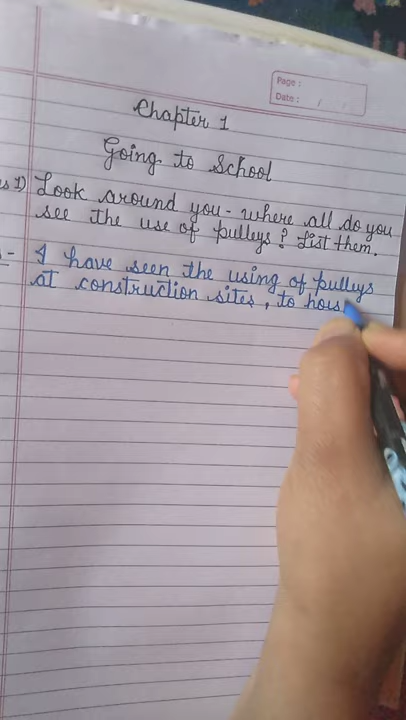 Page :
Date : / /
Chapter 1
Going to School
s 1) Look around you - where all do you
see the use of pulleys? List them.
- I have seen the using of pulleys
at construction sites, to